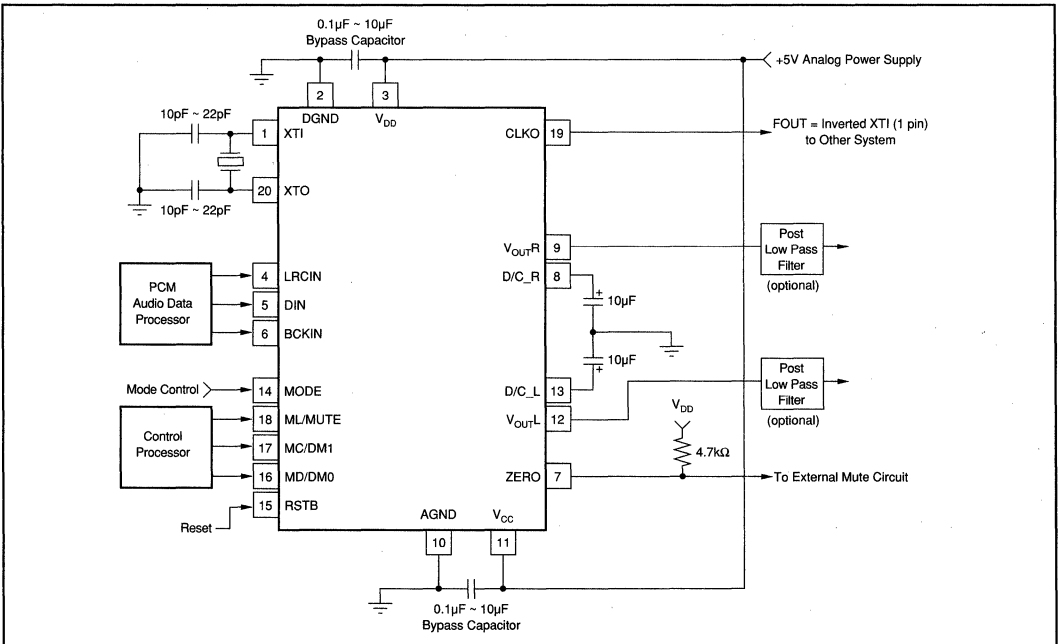 0.1µF ~ 10µF
Bypass Capacitor
+5V Analog Power Supply
2
3
DGND
VDD
10pF ~ 22pF
1
XTI
CLKO
19
FOUT = Inverted XTI (1 pin)
to Other System
20
XTO
10pF ~ 22pF
VOUTR
9
Post
Low Pass
Filter
(optional)
D/C_R
8
+
10µF
PCM
Audio Data
Processor
4
LRCIN
5
DIN
6
BCKIN
10µF
+
Mode Control
14
MODE
D/C_L
13
VOUTL
12
Post
Low Pass
Filter
(optional)
Control
Processor
18
ML/MUTE
17
MC/DM1
16
MD/DM0
VDD
4.7kΩ
ZERO
7
To External Mute Circuit
Reset
15
RSTB
AGND
VCC
10
11
0.1µF ~ 10µF
Bypass Capacitor